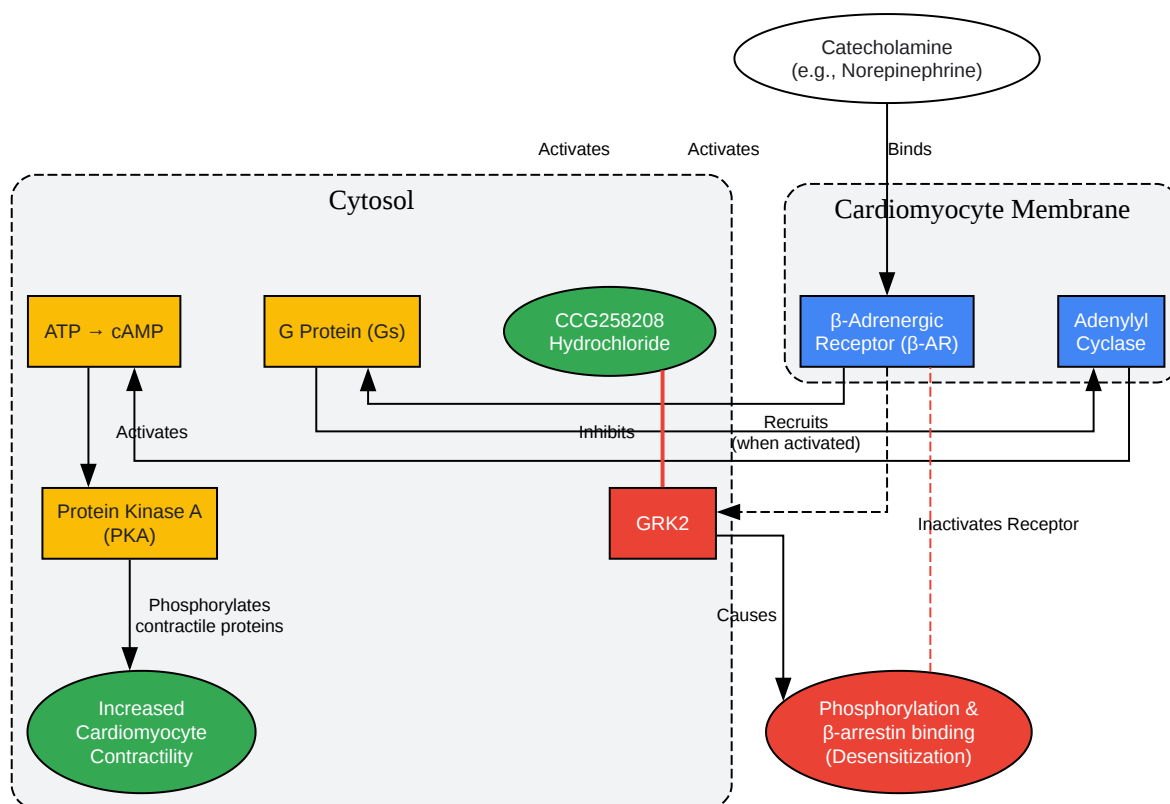 Catecholamine
(e.g., Norepinephrine)
Activates
Activates
Binds
Cytosol
Cardiomyocyte Membrane
ATP → cAMP
G Protein (Gs)
CCG258208
Hydrochloride
β-Adrenergic
Receptor (β-AR)
Adenylyl
Cyclase
Activates
Inhibits
Recruits
(when activated)
Protein Kinase A
(PKA)
GRK2
Inactivates Receptor
Phosphorylates
contractile proteins
Causes
Increased
Cardiomyocyte
Contractility
Phosphorylation &
β-arrestin binding
(Desensitization)